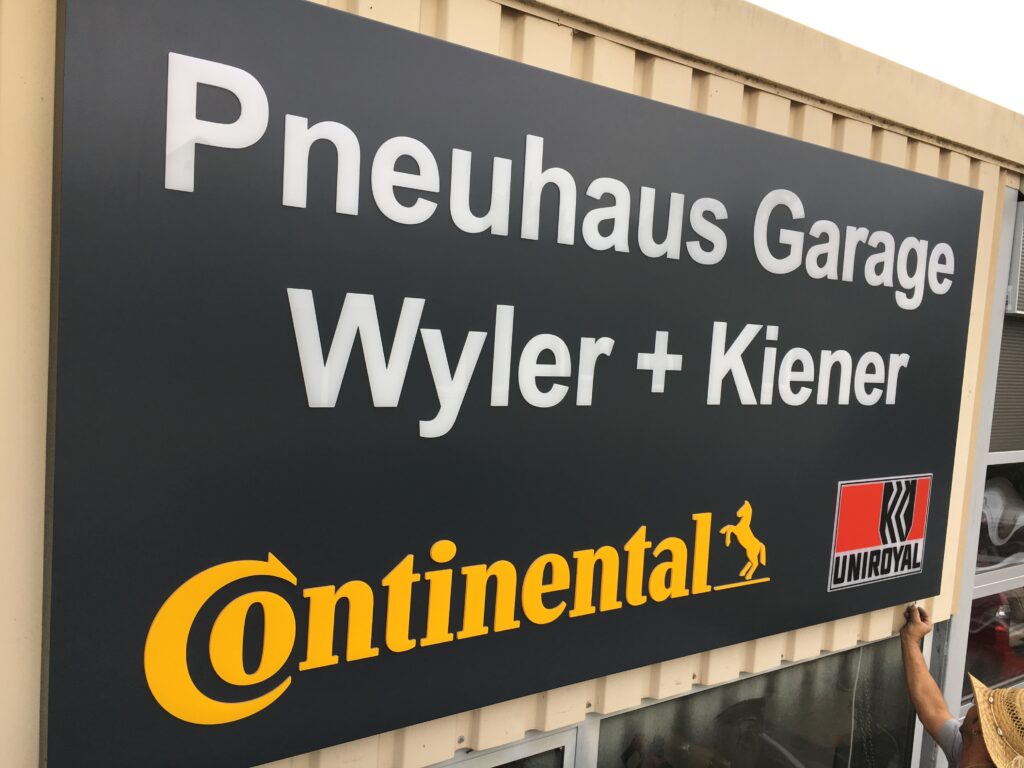 Pneuhaus Garage
Wyler + Kiener
Continental
UNIROYAL